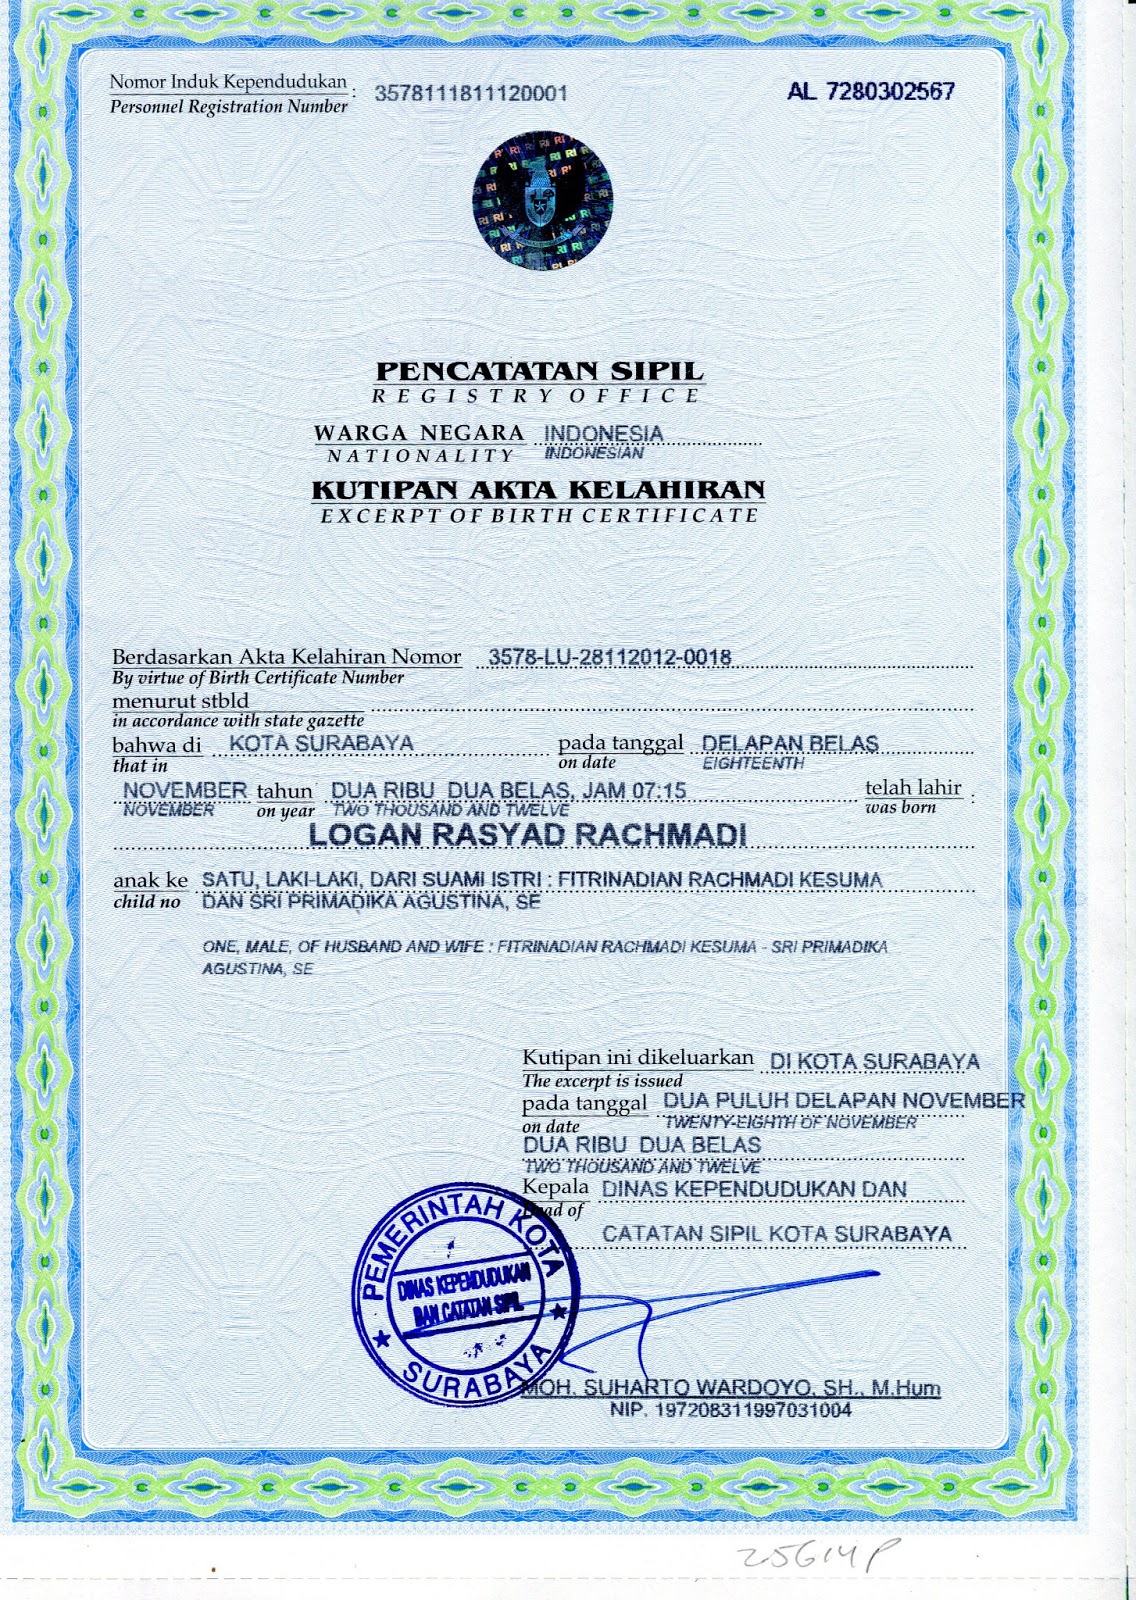 Nomor Induk Kependudukan : 3578111811120001 AL 7280302567
Personnel Registration Number
PENCATATAN SIPIL
REGISTRY OFFICE
WARGA NEGARA INDONESIA
NATIONALITY INDONESIAN
KUTIPAN AKTA KELAHIRAN
EXCERPT OF BIRTH CERTIFICATE
Berdasarkan Akta Kelahiran Nomor 3578-LU-28112012-0018
By virtue of Birth Certificate Number
menurut stbld
in accordance with state gazette
bahwa di KOTA SURABAYA pada tanggal DELAPAN BELAS
that in on date EIGHTEENTH
NOVEMBER tahun DUA RIBU DUA BELAS, JAM 07:15 telah lahir :
NOVEMBER on year TWO THOUSAND AND TWELVE was born
LOGAN RASYAD RACHMADI
anak ke SATU, LAKI-LAKI, DARI SUAMI ISTRI : FITRINADIAN RACHMADI KESUMA
child no DAN SRI PRIMADIKA AGUSTINA, SE
ONE, MALE, OF HUSBAND AND WIFE : FITRINADIAN RACHMADI KESUMA - SRI PRIMADIKA
AGUSTINA, SE
Kutipan ini dikeluarkan DI KOTA SURABAYA
The excerpt is issued
pada tanggal DUA PULUH DELAPAN NOVEMBER
on date TWENTY-EIGHTH OF NOVEMBER
DUA RIBU DUA BELAS
TWO THOUSAND AND TWELVE
Kepala DINAS KEPENDUDUKAN DAN
Head of
CATATAN SIPIL KOTA SURABAYA
PEMERINTAH KOTA
DINAS KEPENDUDUKAN
DAN CATATAN SIPIL
SURABAYA
MOH. SUHARTO WARDOYO, SH., M.Hum
NIP. 197208311997031004